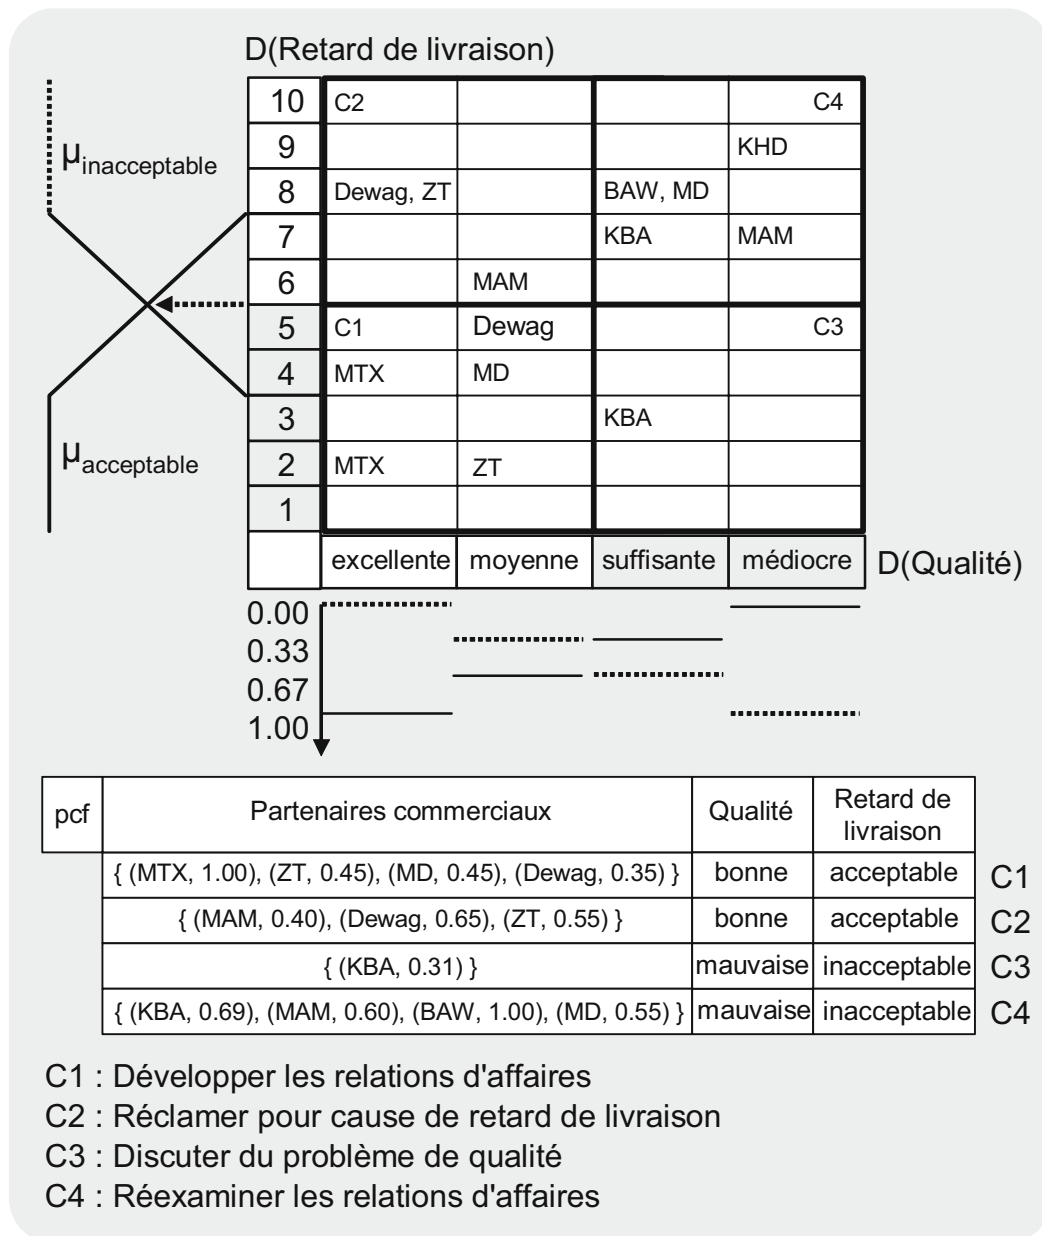 D(Retard de livraison)
10 C2 C4
9 KHD
μinacceptable
8 Dewag, ZT BAW, MD
7 KBA MAM
6 MAM
5 C1 Dewag C3
4 MTX MD
3 KBA
μacceptable
2 MTX ZT
1
excellente moyenne suffisante médiocre D(Qualité)
0.00
0.33
0.67
1.00
pcf Partenaires commerciaux Qualité Retard de livraison
{ (MTX, 1.00), (ZT, 0.45), (MD, 0.45), (Dewag, 0.35) } bonne acceptable C1
{ (MAM, 0.40), (Dewag, 0.65), (ZT, 0.55) } bonne acceptable C2
{ (KBA, 0.31) } mauvaise inacceptable C3
{ (KBA, 0.69), (MAM, 0.60), (BAW, 1.00), (MD, 0.55) } mauvaise inacceptable C4
C1 : Développer les relations d'affaires
C2 : Réclamer pour cause de retard de livraison
C3 : Discuter du problème de qualité
C4 : Réexaminer les relations d'affaires